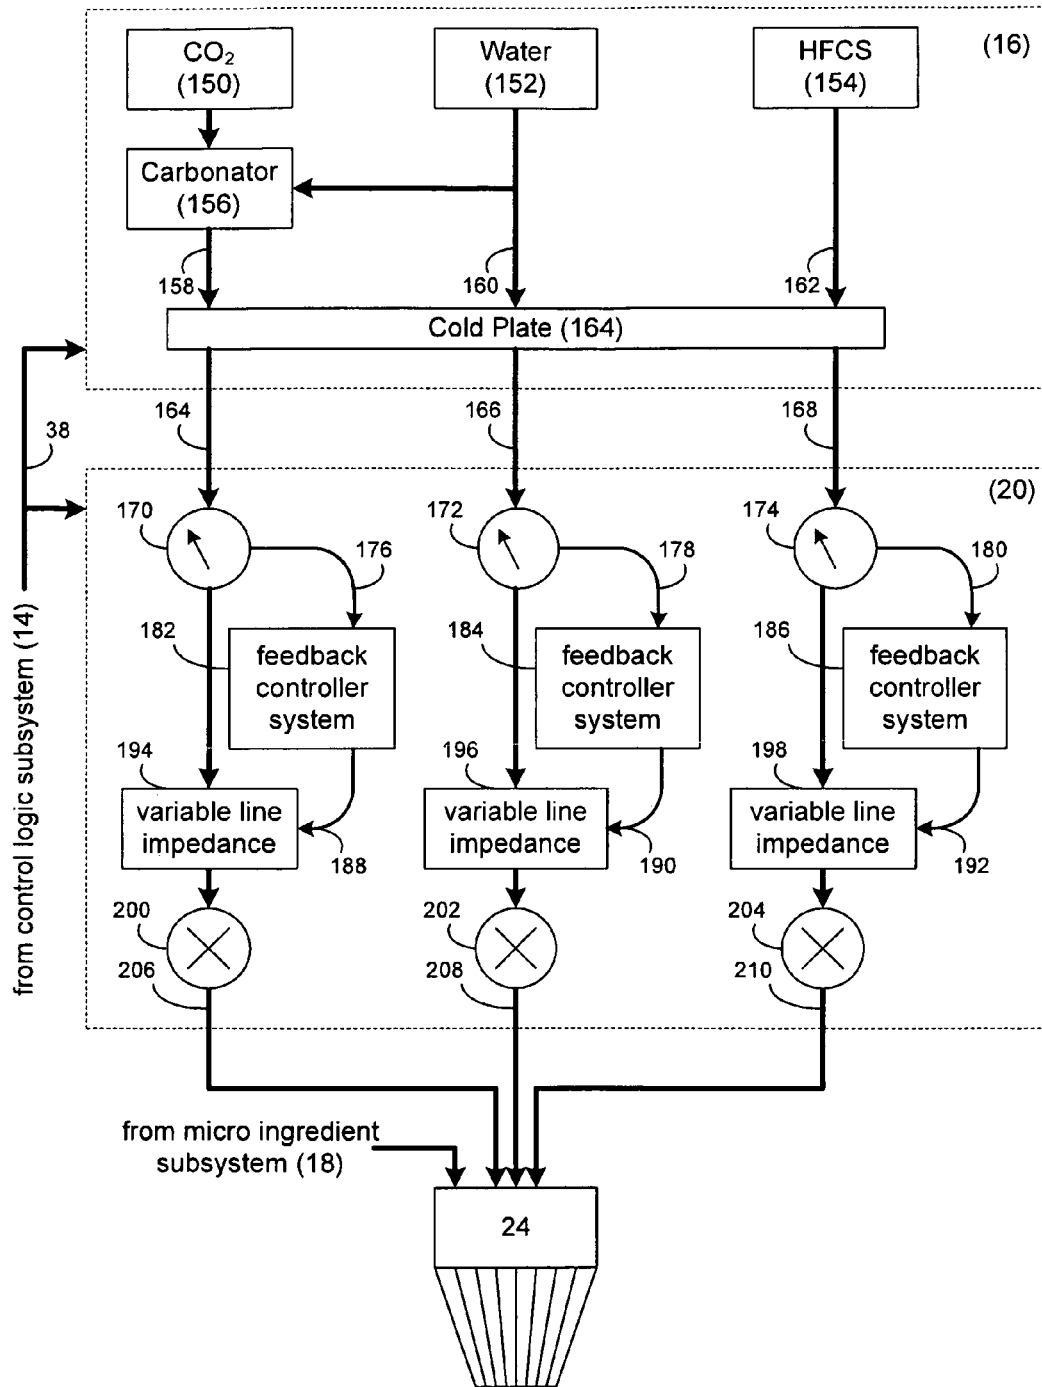 CO₂
(150)
Water
(152)
HFCS
(154)
(16)
Carbonator
(156)
158
160
162
Cold Plate (164)
164
166
168
38
(20)
170
172
174
176
178
180
182
feedback
controller
system
184
feedback
controller
system
186
feedback
controller
system
from control logic subsystem (14)
194
variable line
impedance
196
variable line
impedance
198
variable line
impedance
188
190
192
200
202
204
206
208
210
from micro ingredient
subsystem (18)
24